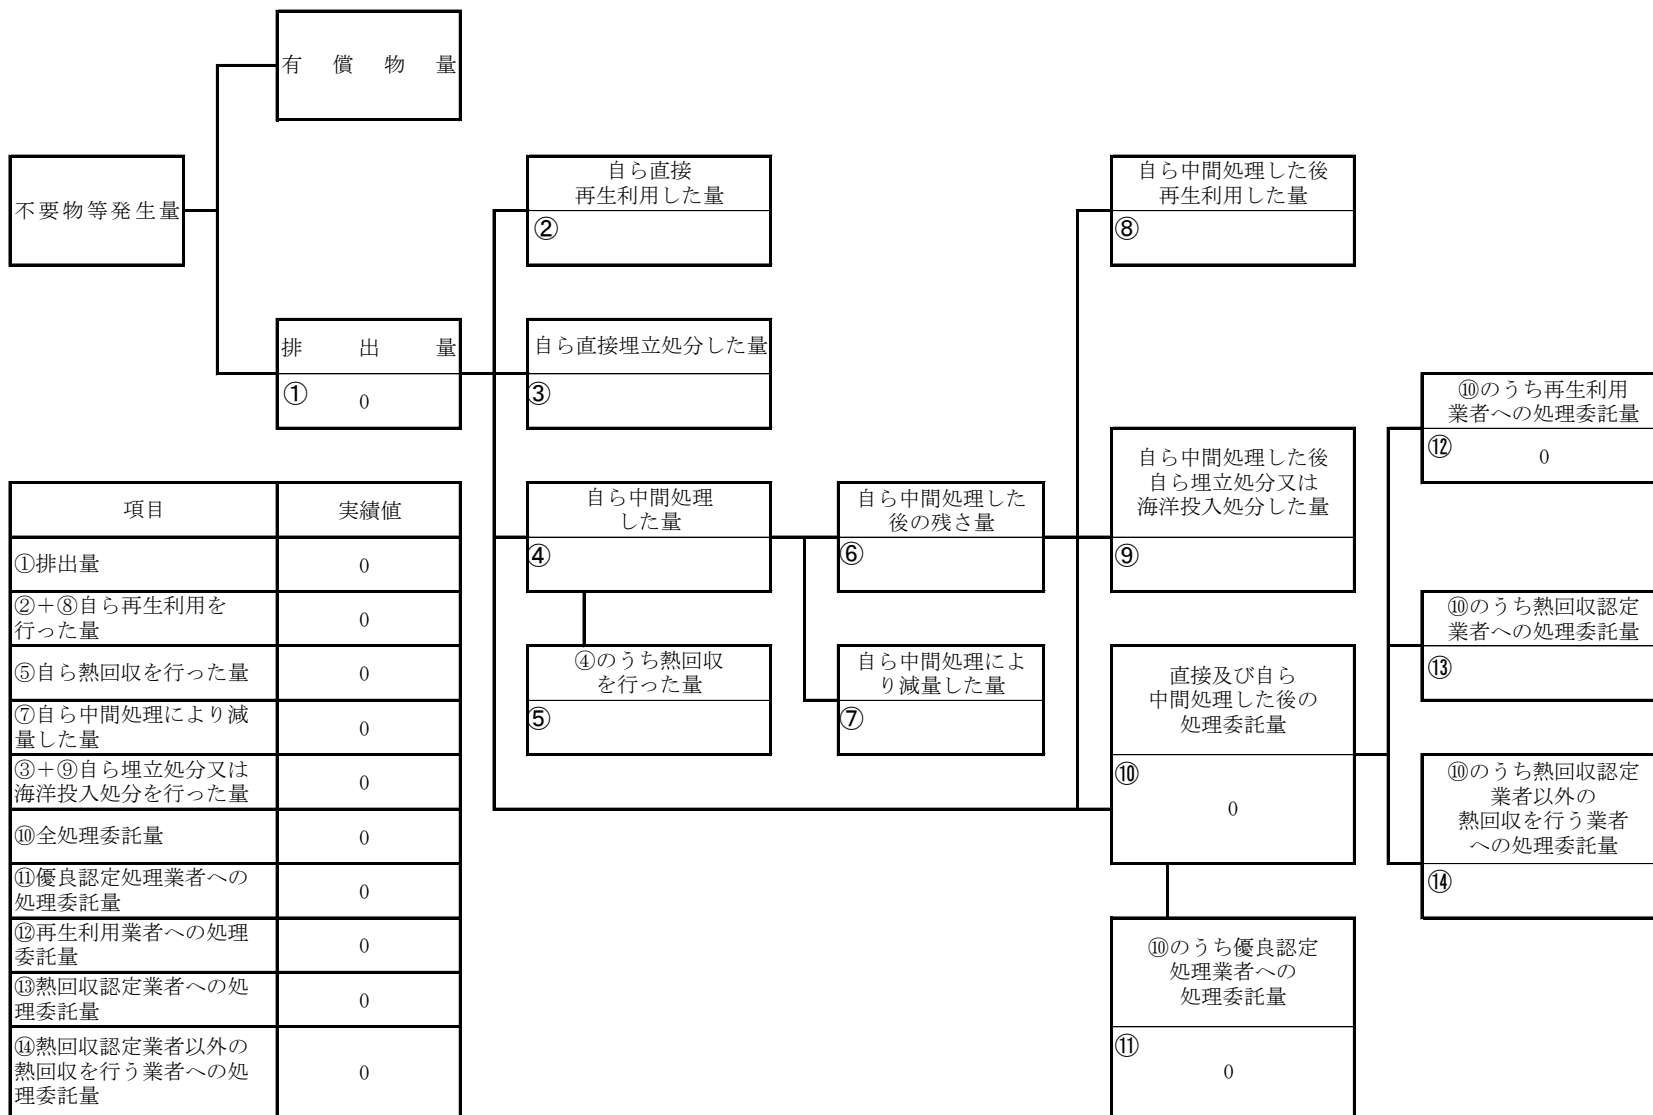 有償物量
不要物等発生量
排出量
① 0
自ら直接
再生利用した量
②
自ら直接埋立処分した量
③
自ら中間処理
した量
④
④のうち熱回収
を行った量
⑤
自ら中間処理した
後の残さ量
⑥
自ら中間処理によ
り減量した量
⑦
自ら中間処理した後
再生利用した量
⑧
自ら中間処理した後
自ら埋立処分又は
海洋投入処分した量
⑨
直接及び自ら
中間処理した後の
処理委託量
⑩
0
⑩のうち優良認定
処理業者への
処理委託量
⑪
0
⑩のうち再生利用
業者への処理委託量
⑫ 0
⑩のうち熱回収認定
業者への処理委託量
⑬
⑩のうち熱回収認定
業者以外の
熱回収を行う業者
への処理委託量
⑭
項目 実績値
①排出量 0
②＋⑧自ら再生利用を
行った量 0
⑤自ら熱回収を行った量 0
⑦自ら中間処理により減
量した量 0
③＋⑨自ら埋立処分又は
海洋投入処分を行った量 0
⑩全処理委託量 0
⑪優良認定処理業者への
処理委託量 0
⑫再生利用業者への処理
委託量 0
⑬熱回収認定業者への処
理委託量 0
⑭熱回収認定業者以外の
熱回収を行う業者への処 0
理委託量